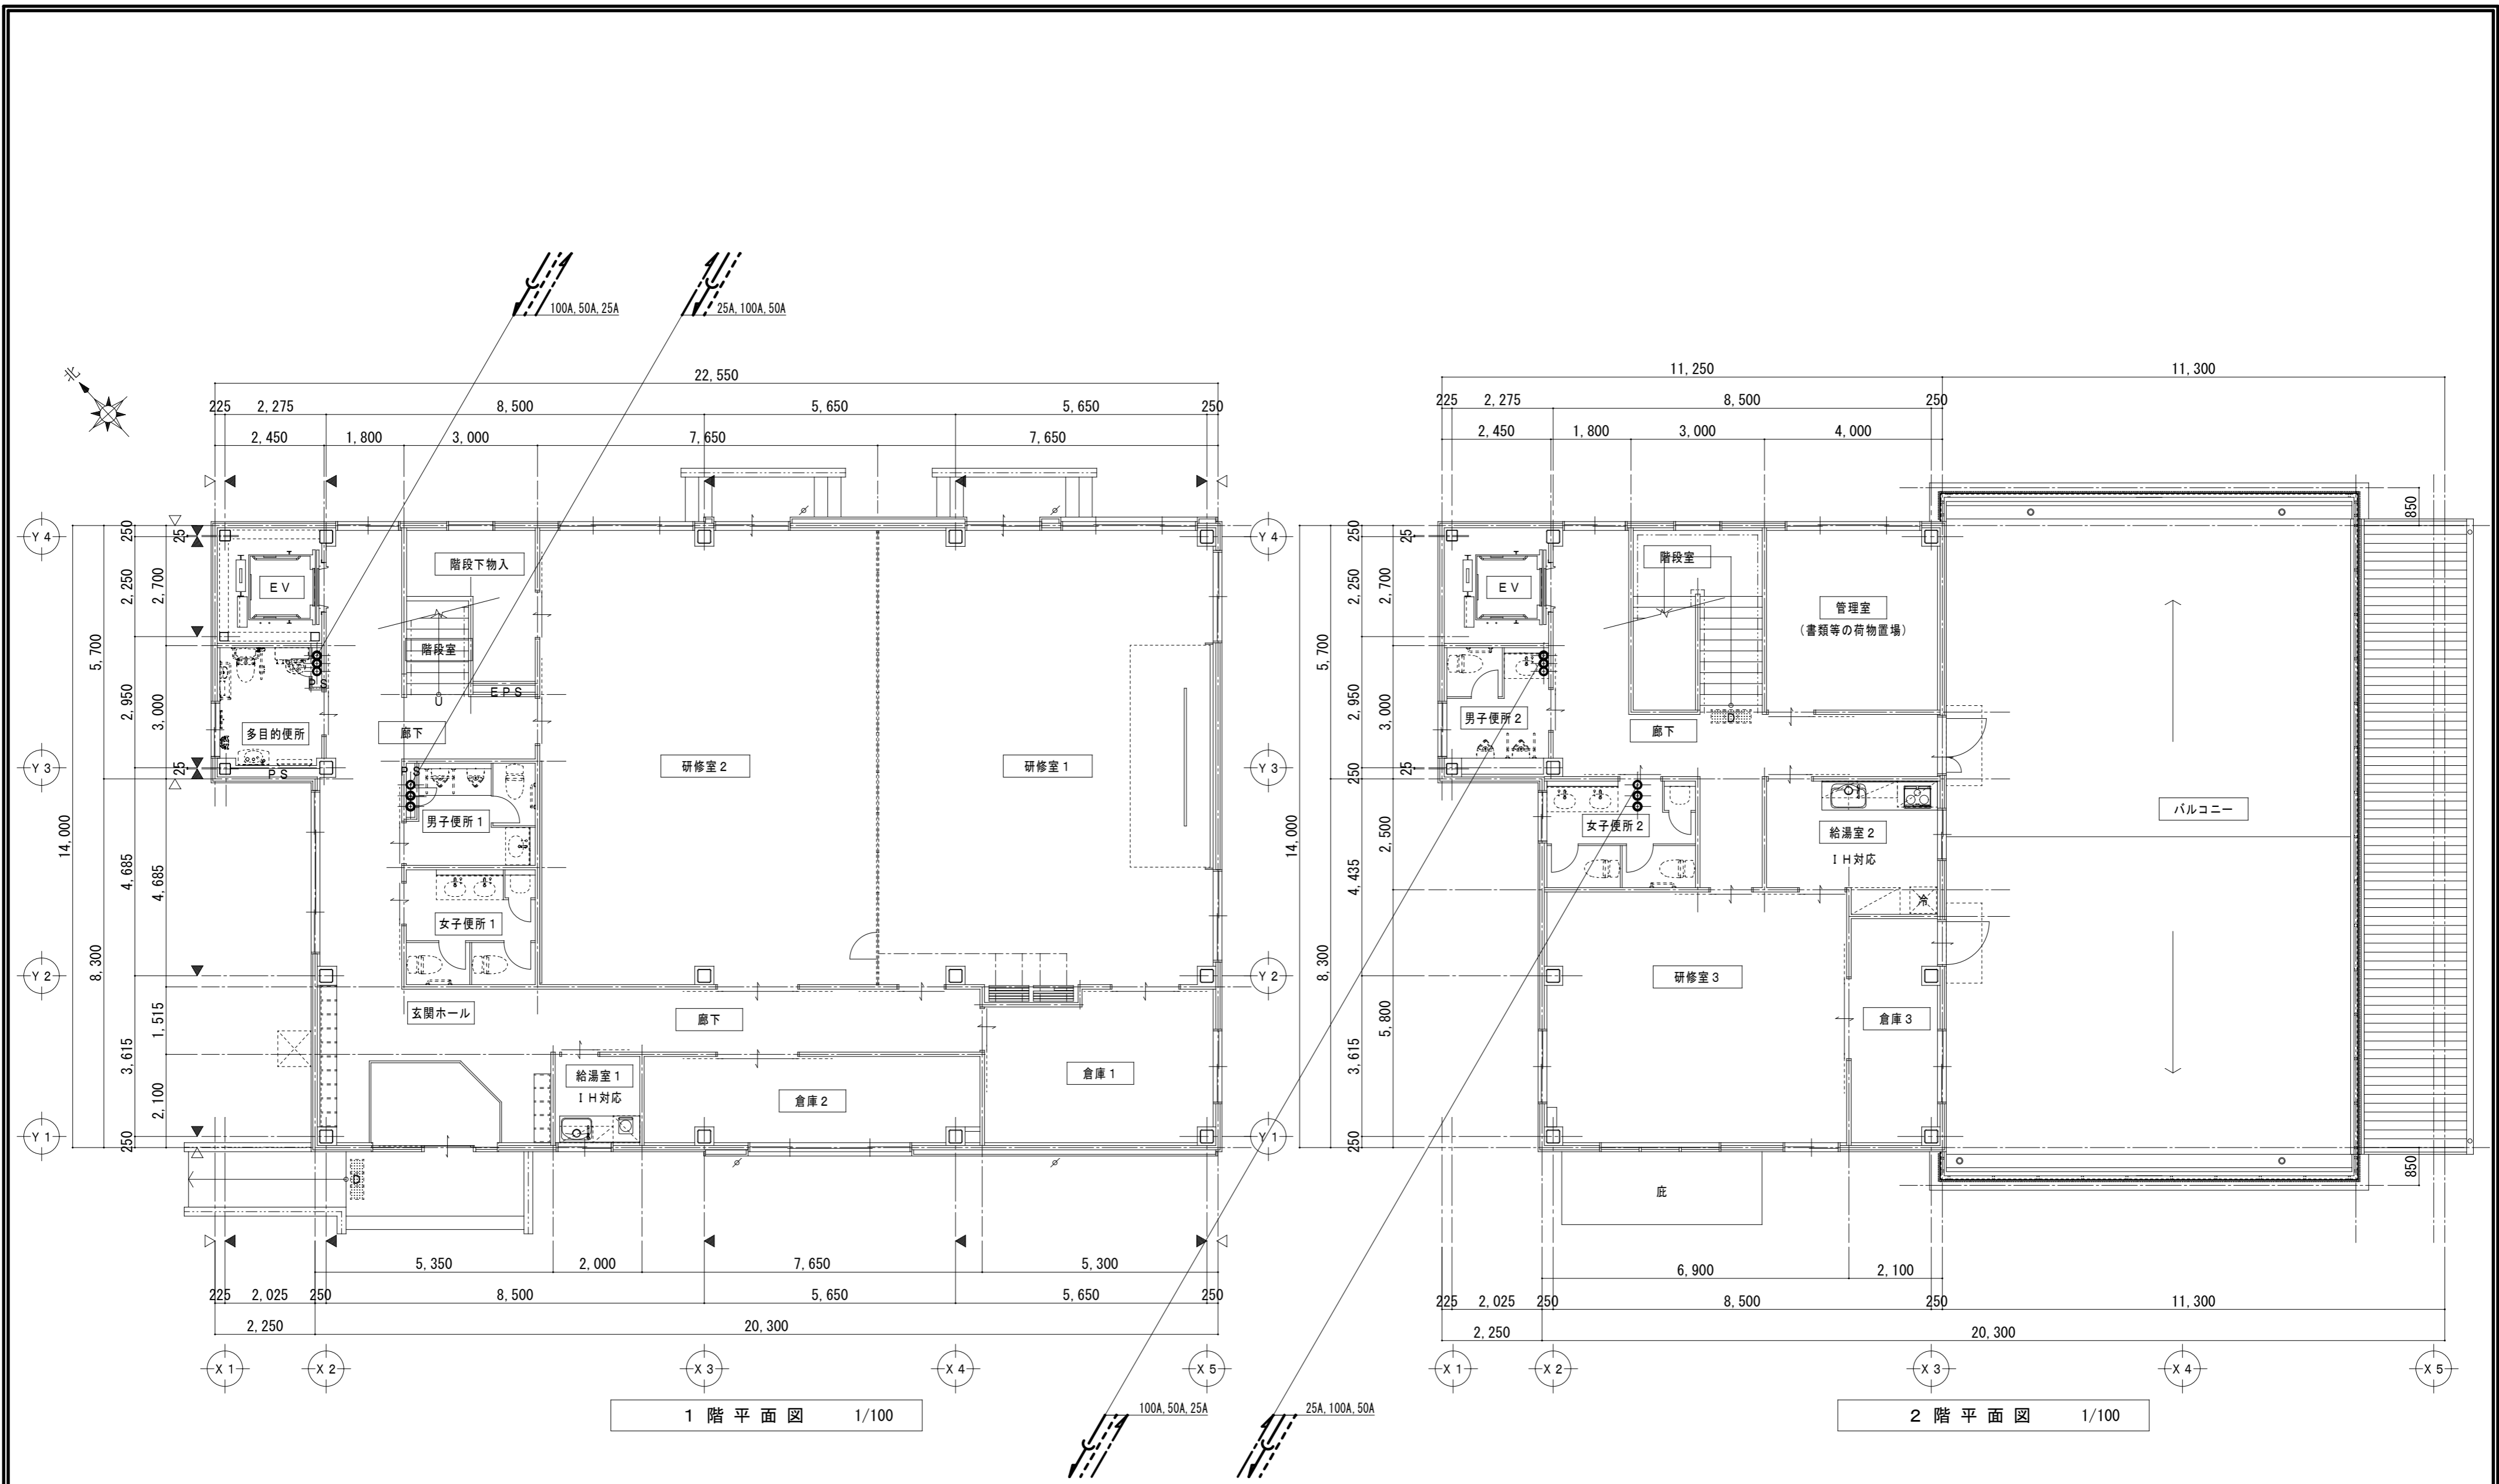 100A, 50A, 25A
25A, 100A, 50A
北
22,550
225
2,275
8,500
5,650
5,650
250
2,450
1,800
3,000
7,650
7,650
Y 4
Y 3
Y 2
Y 1
14,000
5,700
8,300
250
2,250
2,950
4,685
3,615
250
25
2,700
3,000
25
4,685
1,515
2,100
EV
階段下物入
階段室
U
EPS
PS
多目的便所
PS
廊下
PS
男子便所1
女子便所1
研修室2
研修室1
玄関ホール
廊下
給湯室1
IH対応
倉庫2
倉庫1
D
Y 4
Y 3
Y 2
Y 1
5,350
2,000
7,650
5,300
225
2,025
250
8,500
5,650
5,650
250
2,250
20,300
X 1
X 2
X 3
X 4
X 5
1階平面図 1/100
11,250
11,300
225
2,275
8,500
250
2,450
1,800
3,000
4,000
14,000
5,700
8,300
250
2,250
2,950
250
4,435
3,615
250
25
2,700
3,000
25
2,500
5,800
850
EV
階段室
管理室
(書類等の荷物置場)
男子便所2
D
廊下
女子便所2
給湯室2
IH対応
冷
バルコニー
研修室3
倉庫3
庇
850
6,900
2,100
225
2,025
250
8,500
250
11,300
2,250
20,300
X 1
X 2
X 3
X 4
X 5
100A, 50A, 25A
25A, 100A, 50A
2階平面図 1/100